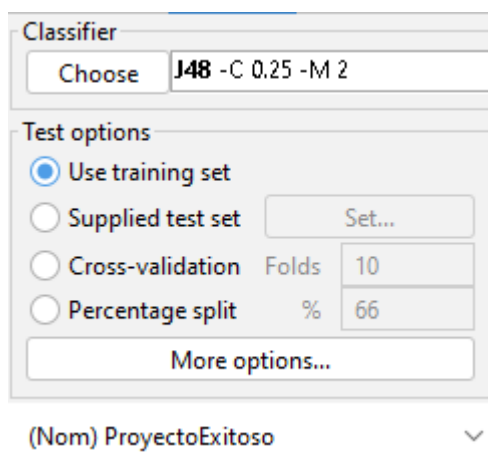 Classifier
Choose J48 -C 0.25 -M 2
Test options
Use training set
Supplied test set Set...
Cross-validation Folds 10
Percentage split % 66
More options...
(Nom) ProyectoExitoso